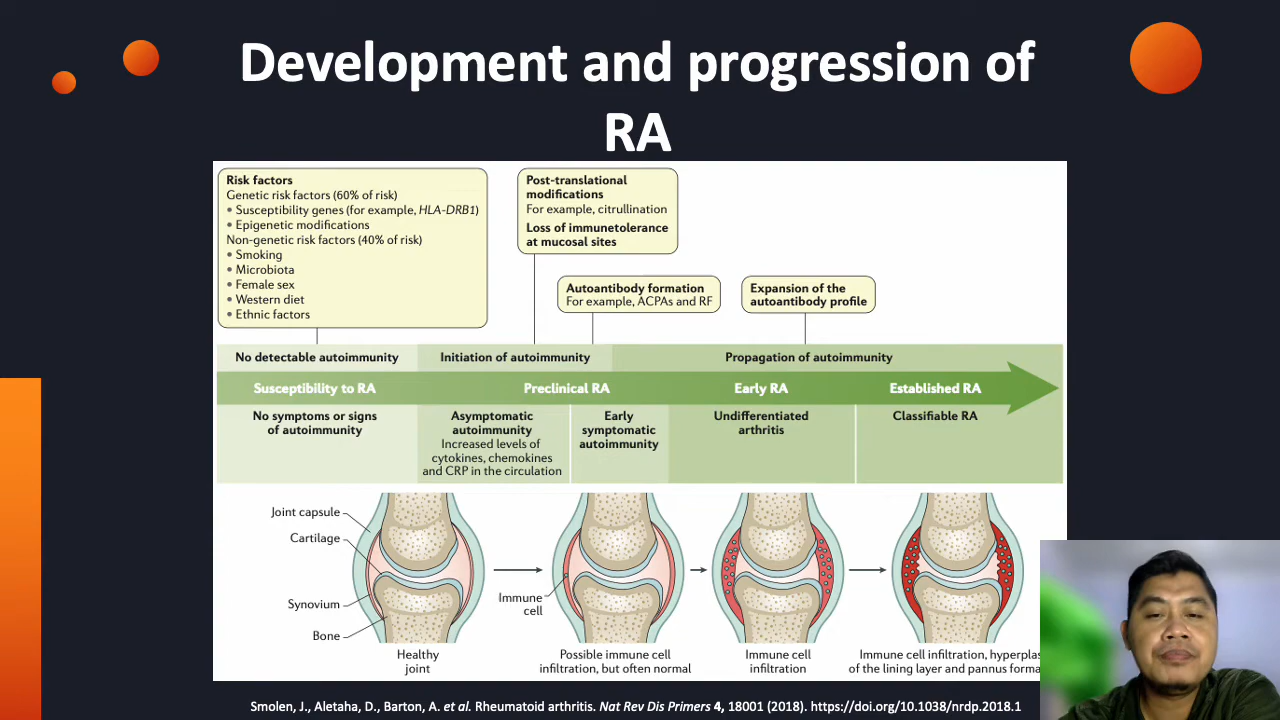 Development and progression of
RA
Risk factors
Genetic risk factors (60% of risk)
• Susceptibility genes (for example, HLA-DRB1)
• Epigenetic modifications
Non-genetic risk factors (40% of risk)
• Smoking
• Microbiota
• Female sex
• Western diet
• Ethnic factors
Post-translational
modifications
For example, citrullination
Loss of immunetolerance
at mucosal sites
Autoantibody formation
For example, ACPAs and RF
Expansion of the
autoantibody profile
No detectable autoimmunity
Initiation of autoimmunity
Propagation of autoimmunity
Susceptibility to RA
Preclinical RA
Early RA
Established RA
No symptoms or signs
of autoimmunity
Asymptomatic
autoimmunity
Increased levels of
cytokines, chemokines
and CRP in the circulation
Early
symptomatic
autoimmunity
Undifferentiated
arthritis
Classifiable RA
Joint capsule
Cartilage
Synovium
Bone
Immune
cell
Healthy
joint
Possible immune cell
infiltration, but often normal
Immune cell
infiltration
Immune cell infiltration, hyperplas
of the lining layer and pannus forma
Smolen, J., Aletaha, D., Barton, A. et al. Rheumatoid arthritis. Nat Rev Dis Primers 4, 18001 (2018). https://doi.org/10.1038/nrdp.2018.1